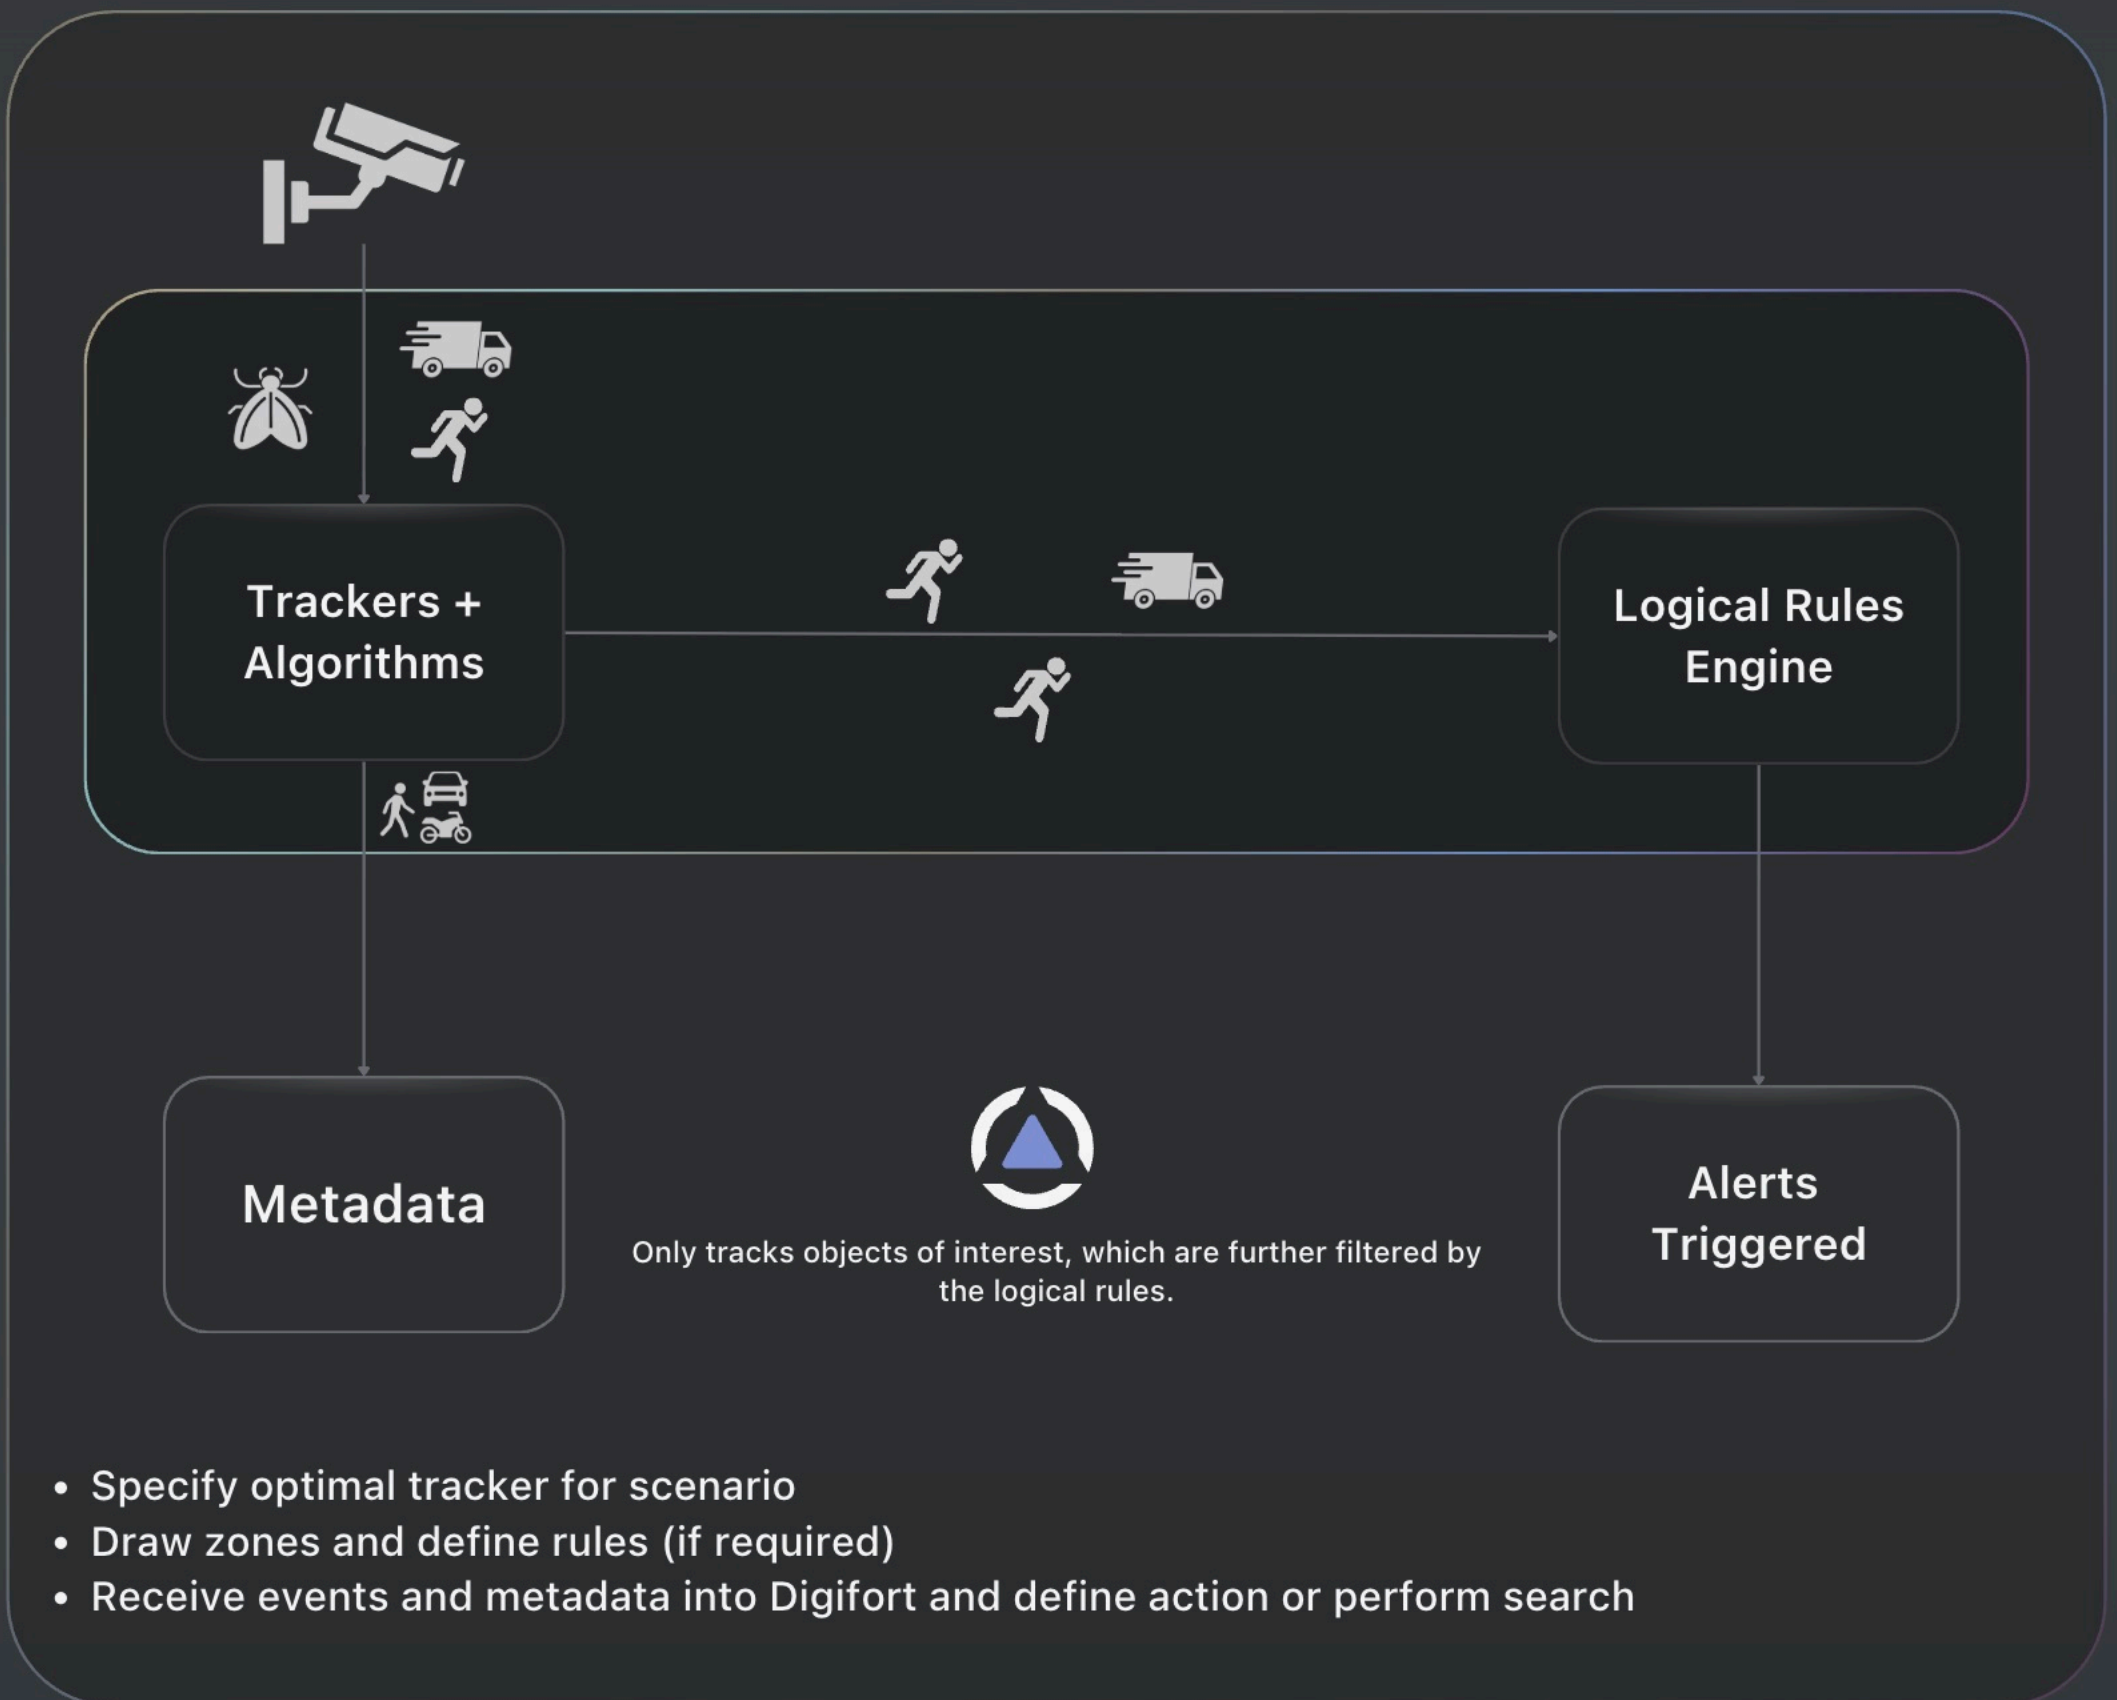 Trackers +
Algorithms
Logical Rules
Engine
Metadata
Only tracks objects of interest, which are further filtered by
the logical rules.
Alerts
Triggered
• Specify optimal tracker for scenario
• Draw zones and define rules (if required)
• Receive events and metadata into Digifort and define action or perform search